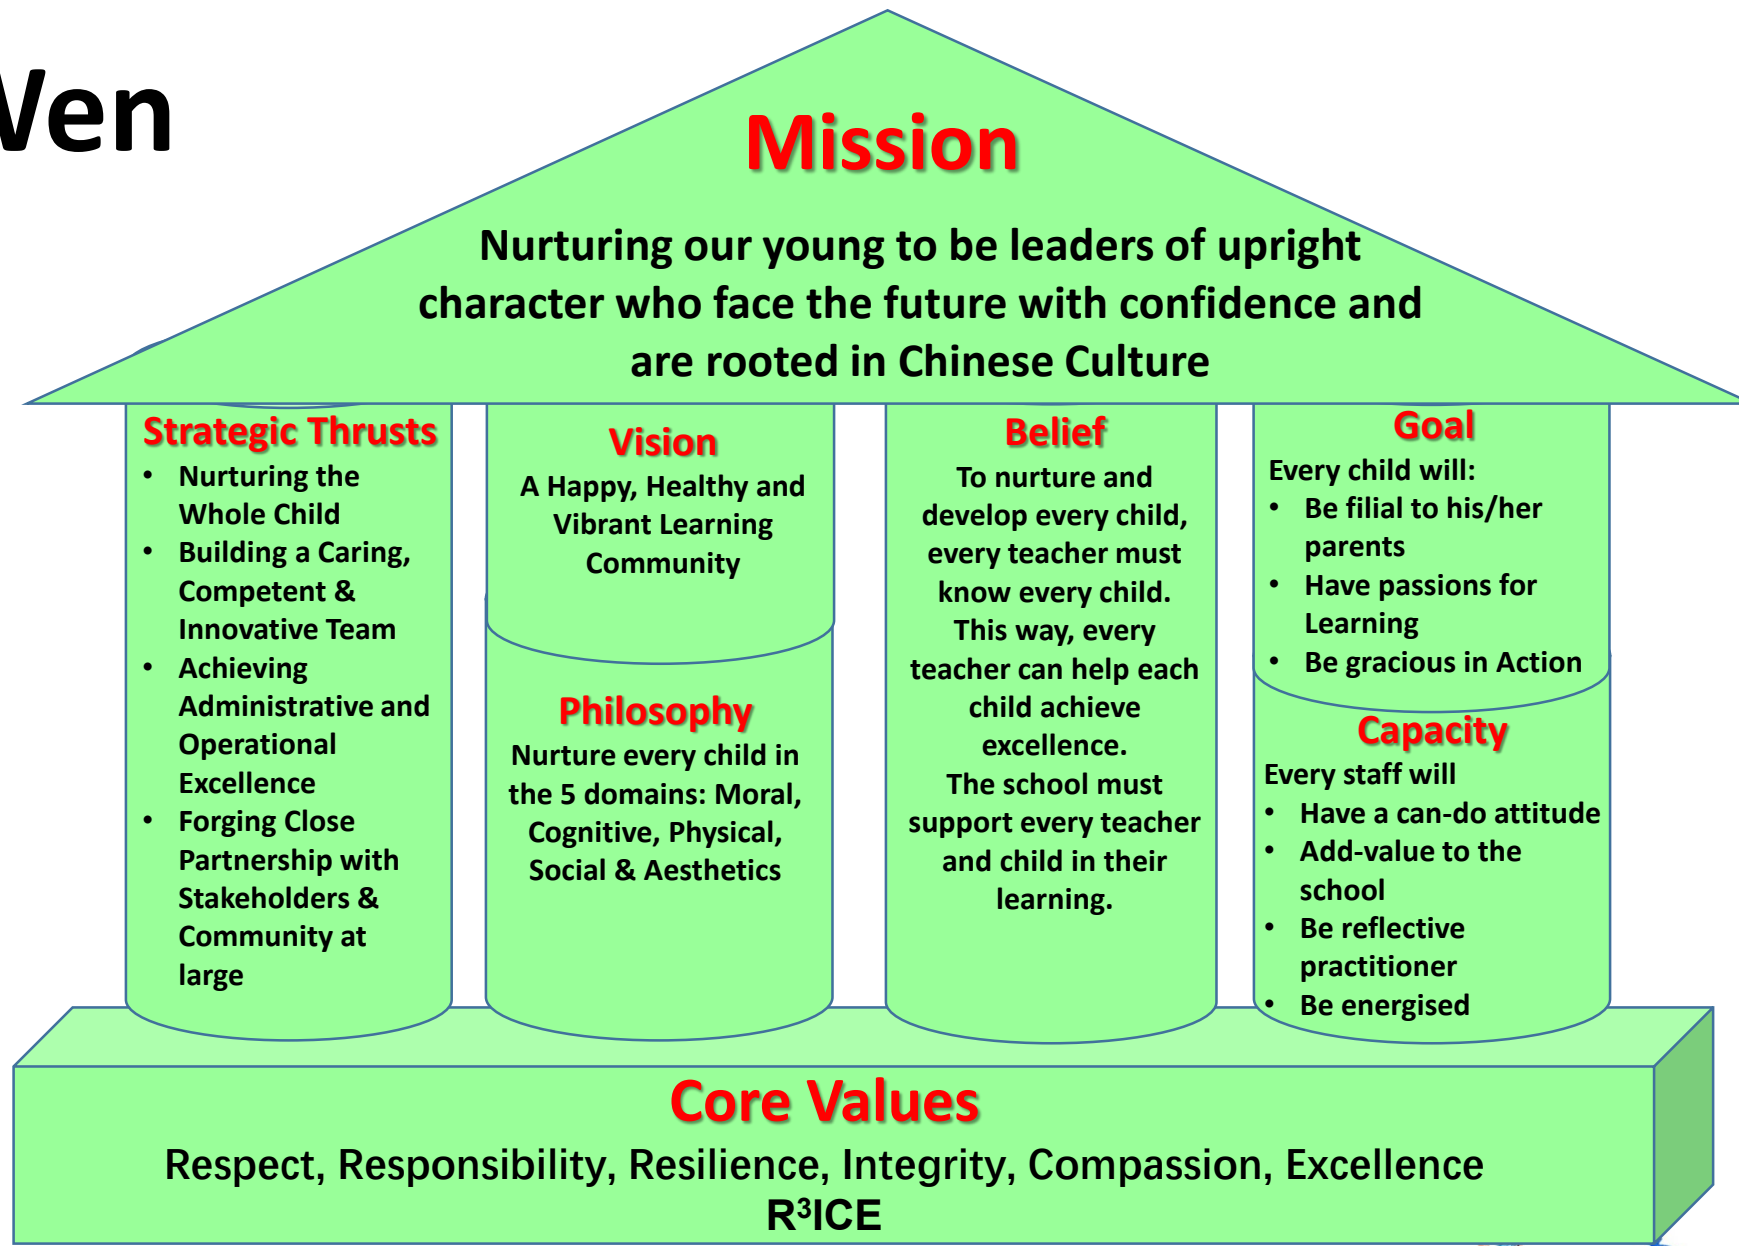 Wen
Mission
Nurturing our young to be leaders of upright
character who face the future with confidence and
are rooted in Chinese Culture
Strategic Thrusts
• Nurturing the
Whole Child
• Building a Caring,
Competent &
Innovative Team
• Achieving
Administrative and
Operational
Excellence
• Forging Close
Partnership with
Stakeholders &
Community at
large
Vision
A Happy, Healthy and
Vibrant Learning
Community
Philosophy
Nurture every child in
the 5 domains: Moral,
Cognitive, Physical,
Social & Aesthetics
Belief
To nurture and
develop every child,
every teacher must
know every child.
This way, every
teacher can help each
child achieve
excellence.
The school must
support every teacher
and child in their
learning.
Goal
Every child will:
• Be filial to his/her
parents
• Have passions for
Learning
• Be gracious in Action
Capacity
Every staff will
• Have a can-do attitude
• Add-value to the
school
• Be reflective
practitioner
• Be energised
Core Values
Respect, Responsibility, Resilience, Integrity, Compassion, Excellence
R³ICE